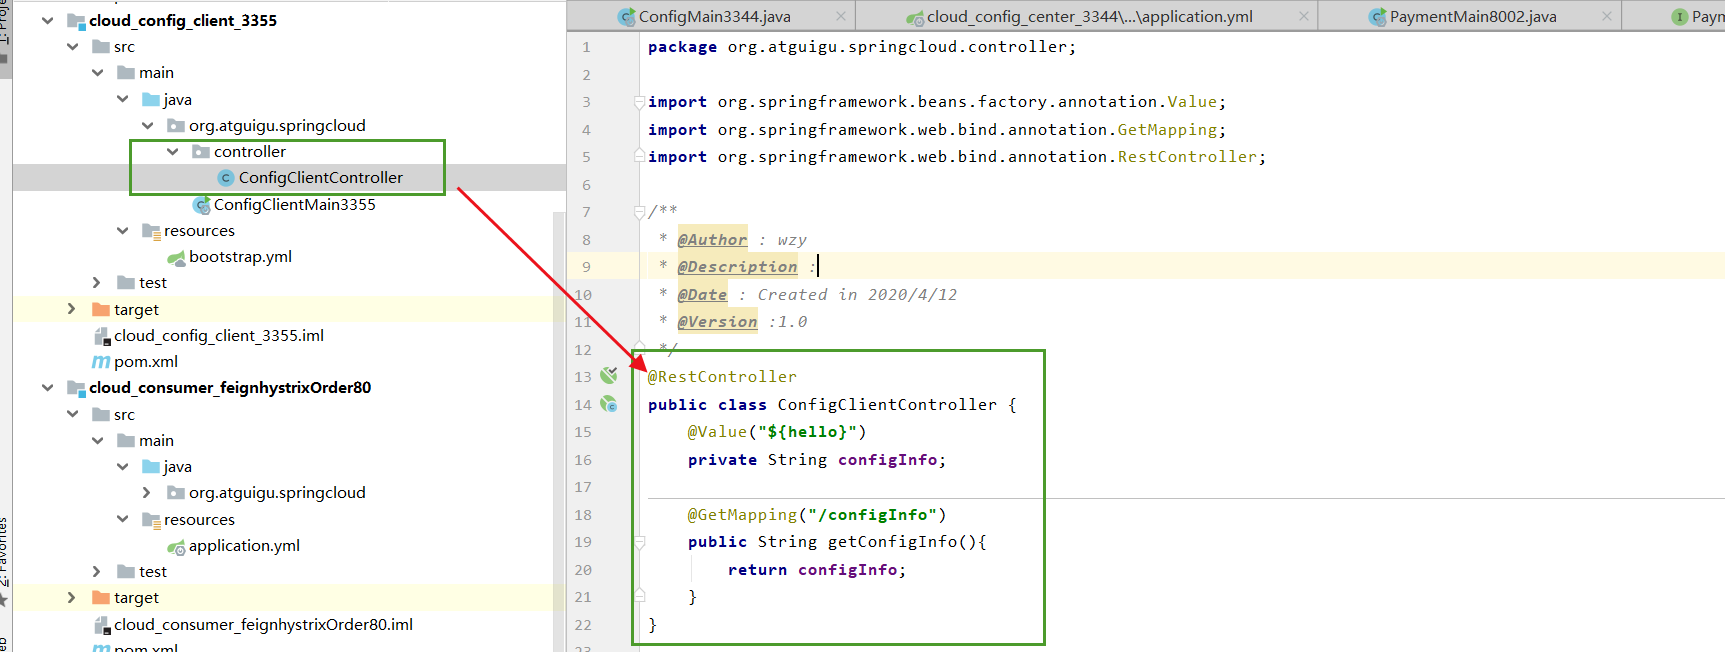 1: Proje
cloud_config_client_3355
src
main
java
org.atguigu.springcloud
controller
ConfigClientController
ConfigClientMain3355
resources
bootstrap.yml
test
target
cloud_config_client_3355.iml
pom.xml
cloud_consumer_feignhystrixOrder80
src
main
java
org.atguigu.springcloud
resources
application.yml
test
target
cloud_consumer_feignhystrixOrder80.iml
pom.xml
2: Favorites
ConfigMain3344.java
cloud_config_center_3344\...\application.yml
PaymentMain8002.java
Paym
1 package org.atguigu.springcloud.controller;
2
3 import org.springframework.beans.factory.annotation.Value;
4 import org.springframework.web.bind.annotation.GetMapping;
5 import org.springframework.web.bind.annotation.RestController;
6
7 /**
8 * @Author : wzy
9 * @Description :
10 * @Date : Created in 2020/4/12
11 * @Version :1.0
12 */
13 @RestController
14 public class ConfigClientController {
15 @Value("${hello}")
16 private String configInfo;
17
18 @GetMapping("/configInfo")
19 public String getConfigInfo(){
20 return configInfo;
21 }
22 }
23